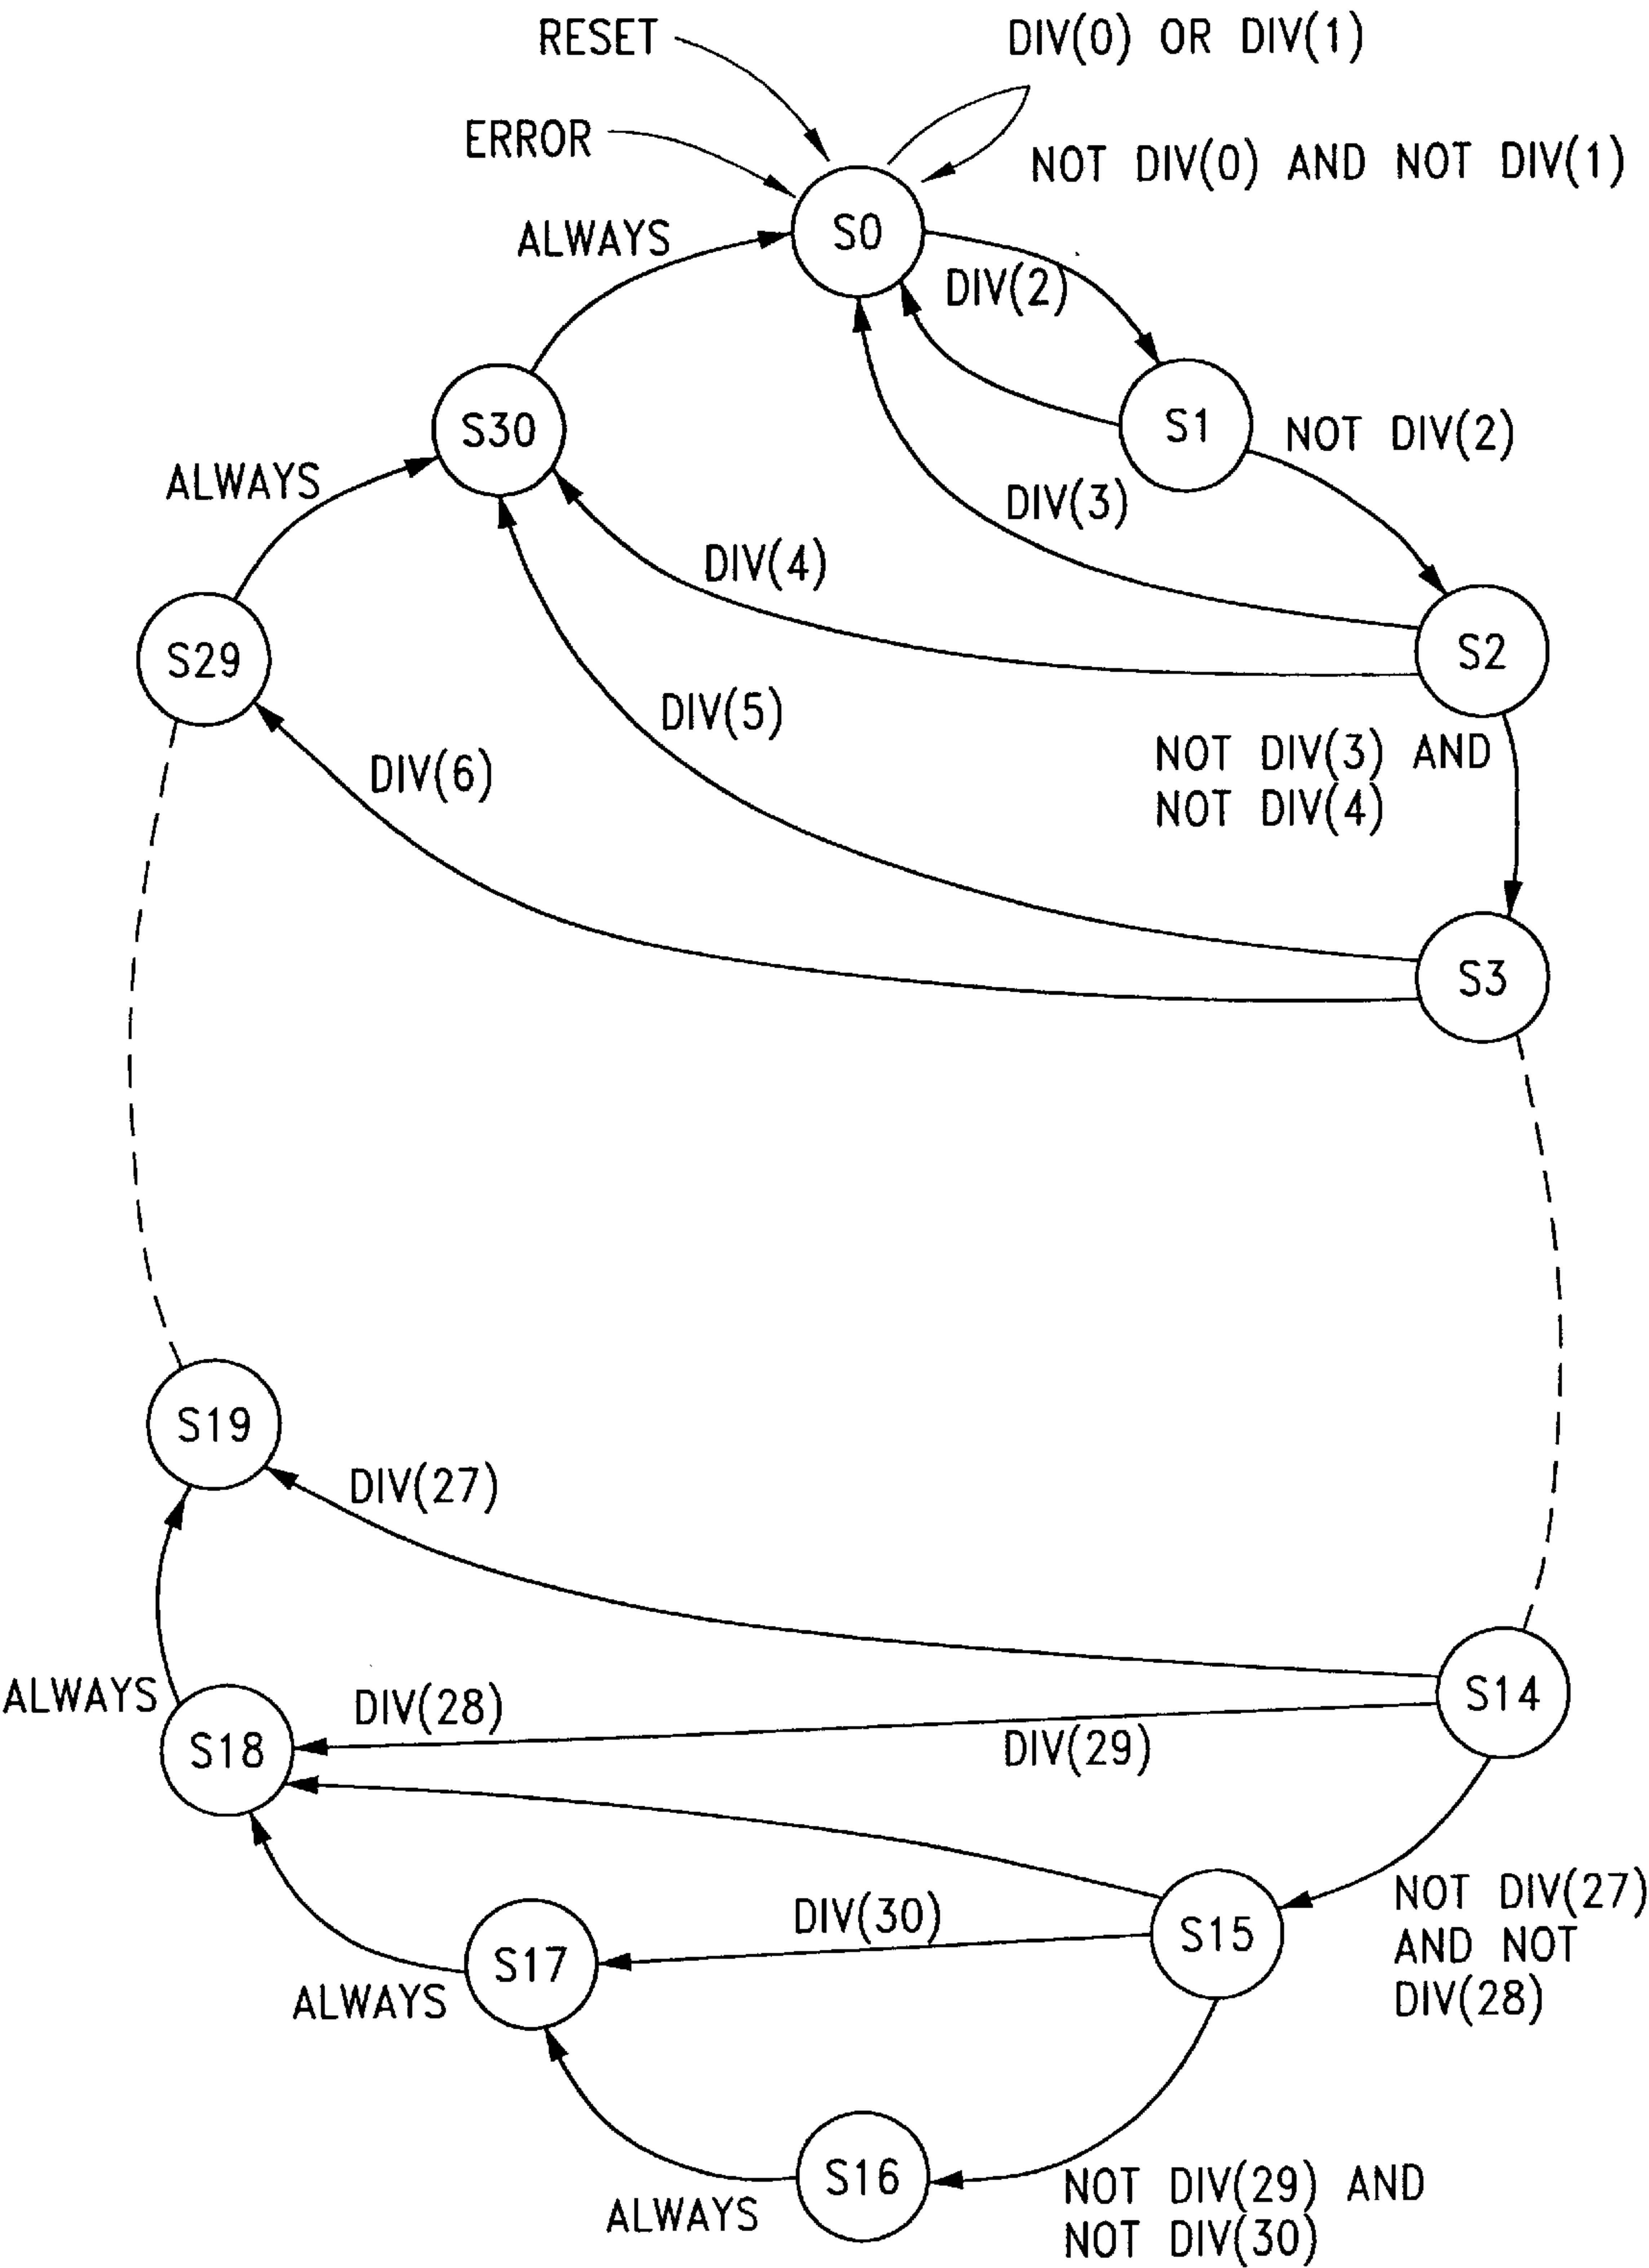 RESET
DIV(0) OR DIV(1)
ERROR
NOT DIV(0) AND NOT DIV(1)
ALWAYS
S0
DIV(2)
S30
S1
NOT DIV(2)
ALWAYS
DIV(3)
DIV(4)
S29
S2
DIV(5)
DIV(6)
NOT DIV(3) AND
NOT DIV(4)
S3
S19
DIV(27)
ALWAYS
DIV(28)
S14
S18
DIV(29)
NOT DIV(27)
AND NOT
DIV(28)
DIV(30)
S15
S17
ALWAYS
S16
ALWAYS
NOT DIV(29) AND
NOT DIV(30)